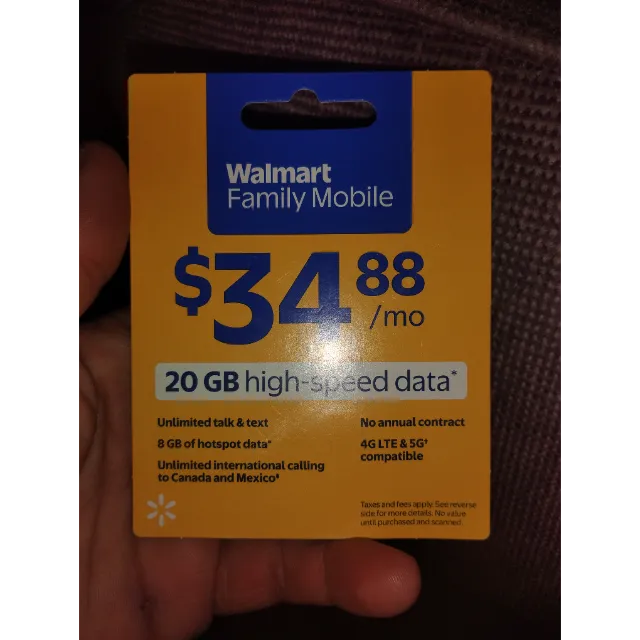 Walmart
Family Mobile
$34 88
/mo
20 GB high-speed data*
Unlimited talk & text
8 GB of hotspot data*
Unlimited international calling
to Canada and Mexico‡
No annual contract
4G LTE & 5G†
compatible
Taxes and fees apply. See reverse
side for more details. No value
until purchased and scanned.